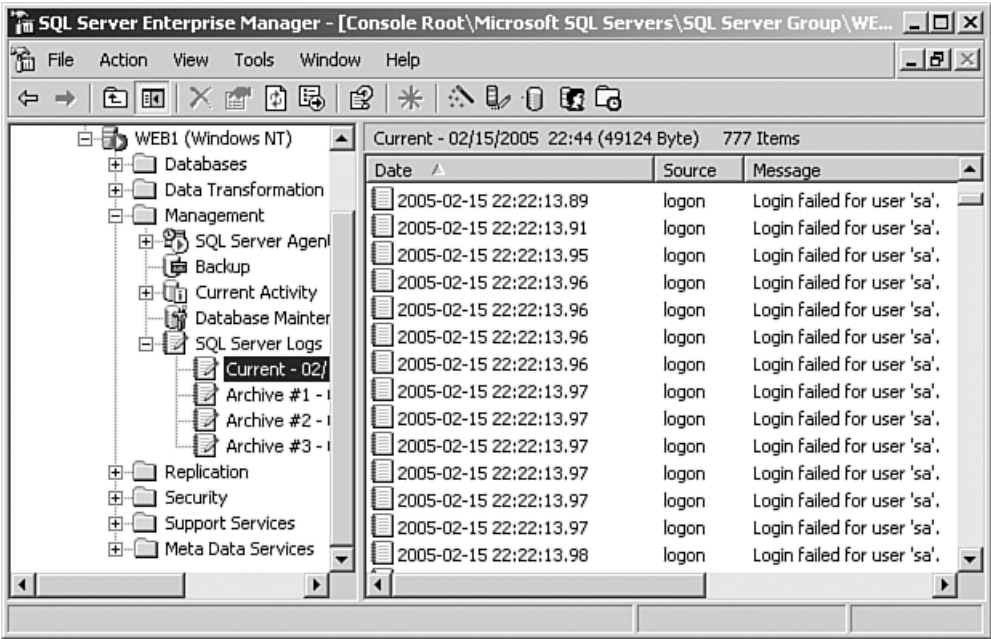 SQL Server Enterprise Manager - [Console Root\Microsoft SQL Servers\SQL Server Group\WE...
File Action View Tools Window Help
WEB1 (Windows NT)
Databases
Data Transformation
Management
SQL Server Agent
Backup
Current Activity
Database Mainter
SQL Server Logs
Current - 02/
Archive #1 -
Archive #2 -
Archive #3 -
Replication
Security
Support Services
Meta Data Services
Current - 02/15/2005 22:44 (49124 Byte) 777 Items
Date Source Message
2005-02-15 22:22:13.89 logon Login failed for user 'sa'.
2005-02-15 22:22:13.91 logon Login failed for user 'sa'.
2005-02-15 22:22:13.95 logon Login failed for user 'sa'.
2005-02-15 22:22:13.96 logon Login failed for user 'sa'.
2005-02-15 22:22:13.96 logon Login failed for user 'sa'.
2005-02-15 22:22:13.96 logon Login failed for user 'sa'.
2005-02-15 22:22:13.96 logon Login failed for user 'sa'.
2005-02-15 22:22:13.97 logon Login failed for user 'sa'.
2005-02-15 22:22:13.97 logon Login failed for user 'sa'.
2005-02-15 22:22:13.97 logon Login failed for user 'sa'.
2005-02-15 22:22:13.97 logon Login failed for user 'sa'.
2005-02-15 22:22:13.97 logon Login failed for user 'sa'.
2005-02-15 22:22:13.97 logon Login failed for user 'sa'.
2005-02-15 22:22:13.98 logon Login failed for user 'sa'.